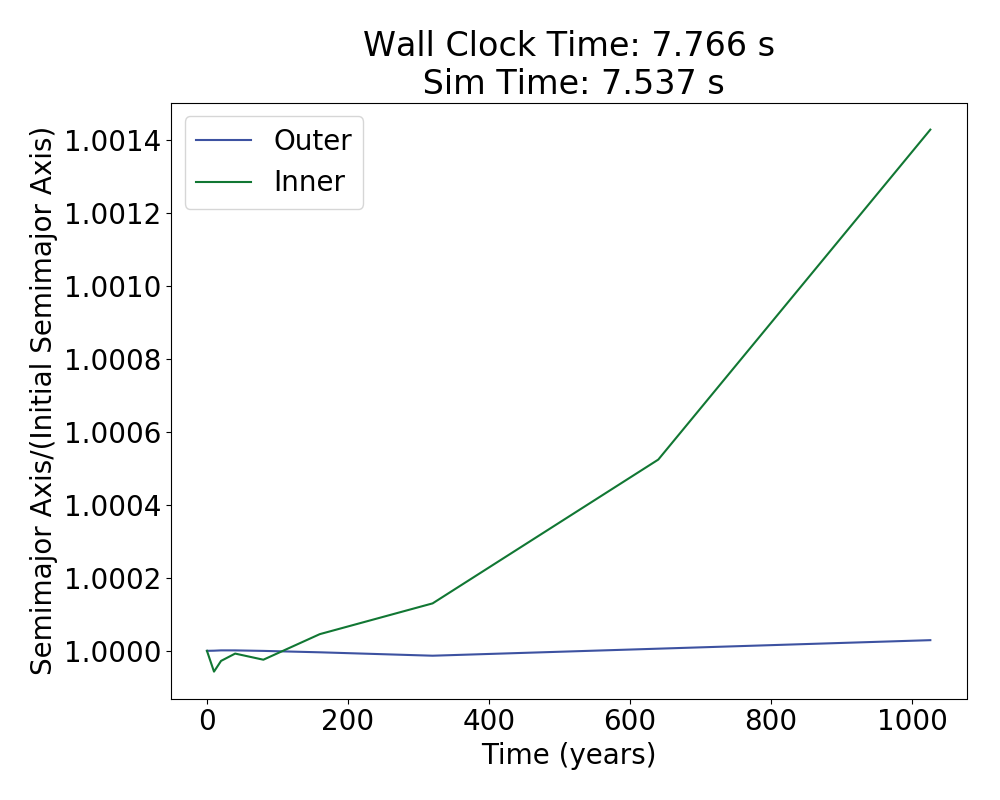 Wall Clock Time: 7.766 s
Sim Time: 7.537 s
Outer
Inner
Semimajor Axis/(Initial Semimajor Axis)
1.0014
1.0012
1.0010
1.0008
1.0006
1.0004
1.0002
1.0000
0 200 400 600 800 1000
Time (years)